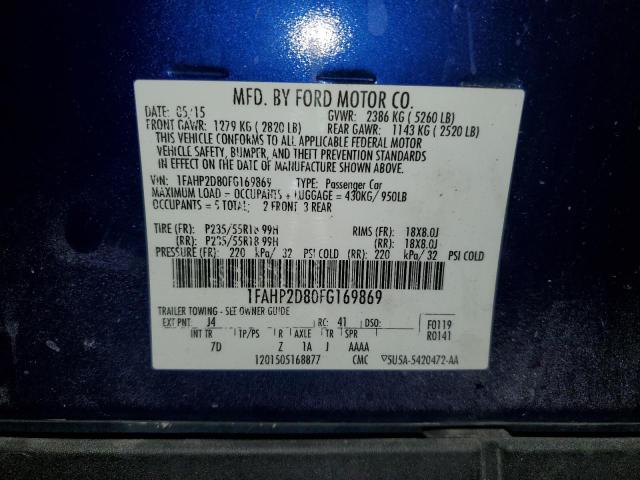 MFD. BY FORD MOTOR CO.
DATE: 05/15 GVWR: 2386 KG ( 5260 LB)
FRONT GAWR: 1279 KG ( 2820 LB) REAR GAWR: 1143 KG ( 2520 LB)
THIS VEHICLE CONFORMS TO ALL APPLICABLE FEDERAL MOTOR
VEHICLE SAFETY, BUMPER, AND THEFT PREVENTION STANDARDS
IN EFFECT ON THE DATE OF MANUFACTURE SHOWN ABOVE.
VIN: 1FAHP2D80FG169869 TYPE: Passenger Car
MAXIMUM LOAD = OCCUPANTS + LUGGAGE = 430KG/ 950LB
OCCUPANTS = 5 TOTAL; 2 FRONT 3 REAR
TIRE (FR): P235/55R18 99H RIMS (FR): 18X8.0J
(RR): P235/55R18 99H (RR): 18X8.0J
PRESSURE (FR): 220 kPa/ 32 PSI COLD (RR): 220 kPa/ 32 PSI COLD
1FAHP2D80FG169869
TRAILER TOWING - SEE OWNER GUIDE
EXT PNT: J4 RC: 41 DSO: F0119
INT TR TP/PS R AXLE TR SPR R0141
7D Z 1A J AAAA
1201505168877 CMC ▽5U5A-5420472-AA